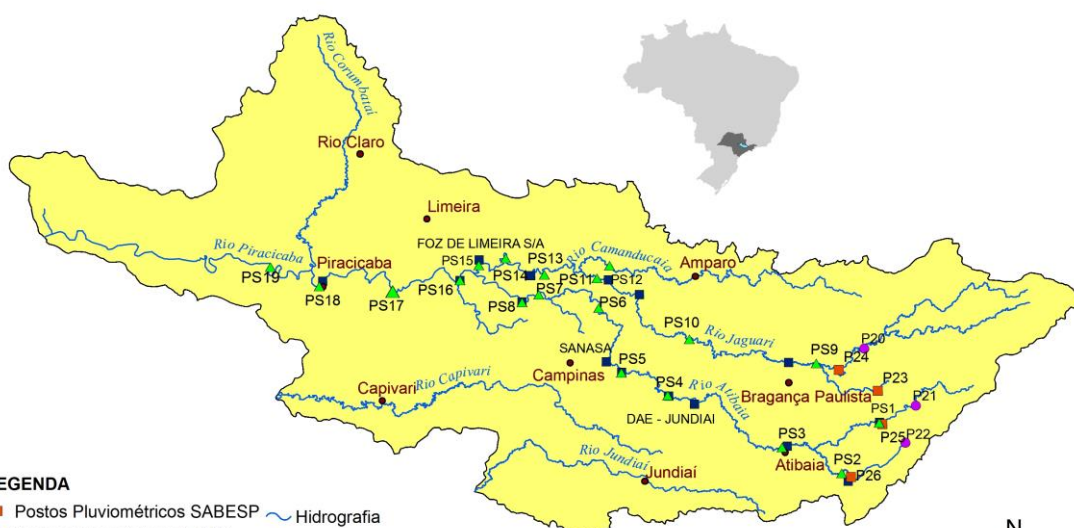 Rio Corumbataí
Rio Claro
Limeira
FOZ DE LIMEIRA S/A
Rio Camanducaia
Rio Piracicaba
Piracicaba
PS15
PS14
PS13
PS11
PS12
Amparo
PS19
PS18
PS17
PS16
PS8
PS7
PS6
PS10
Rio Jaguari
P20
PS9
P24
SANASA
PS5
Campinas
Capivari
Rio Capivari
PS4
Rio Atibaia
Bragança Paulista
P23
P21
PS1
DAE - JUNDIAI
P25
P22
PS3
Atibaia
PS2
P26
Rio Jundiaí
Jundiaí
EGENDA
Postos Pluviométricos SABESP
Hidrografia
N